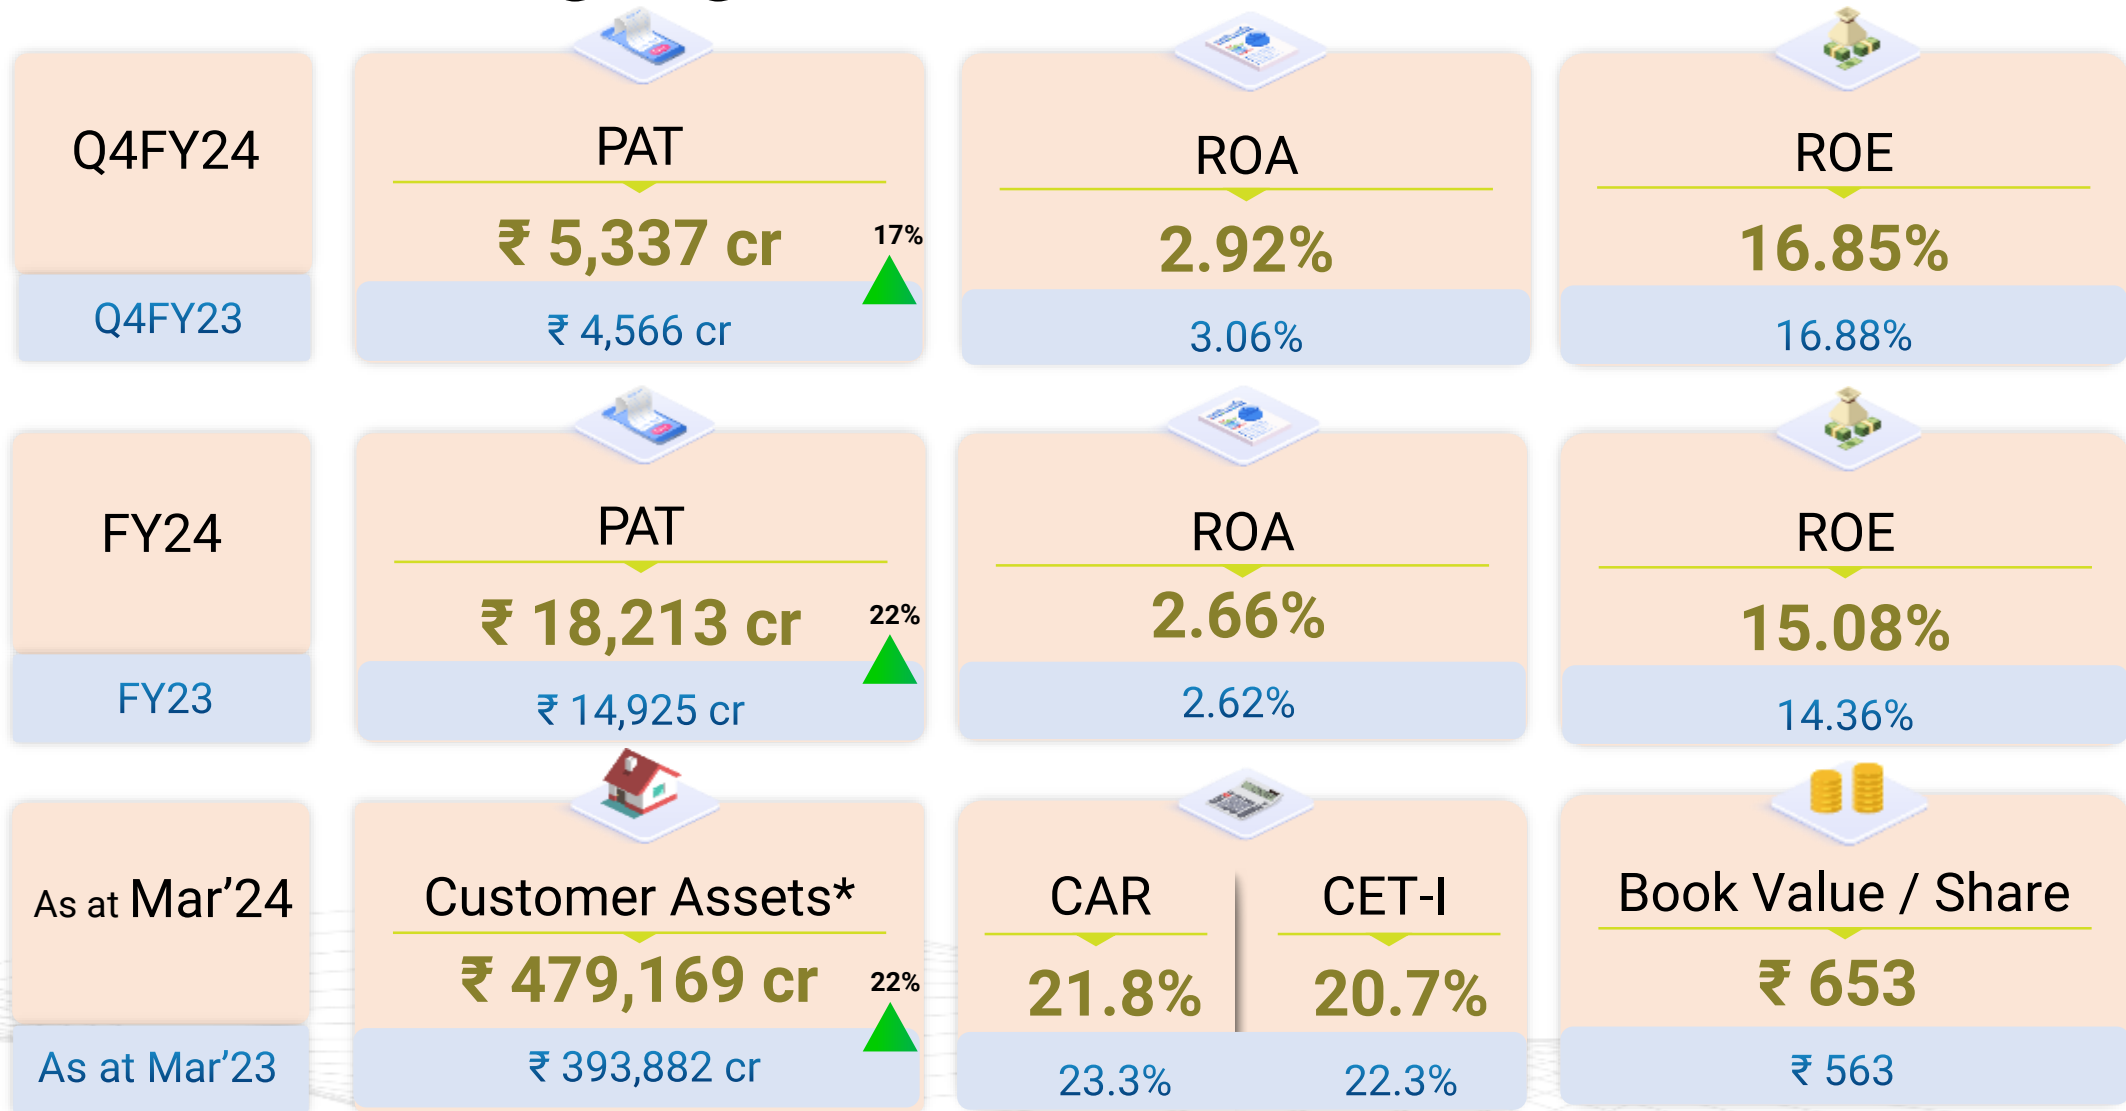 Q4FY24
PAT
ROA
ROE
₹ 5,337 cr
17%
2.92%
16.85%
Q4FY23
₹ 4,566 cr
3.06%
16.88%
FY24
PAT
ROA
ROE
₹ 18,213 cr
22%
2.66%
15.08%
FY23
₹ 14,925 cr
2.62%
14.36%
As at Mar’24
Customer Assets*
CAR
CET-I
Book Value / Share
₹ 479,169 cr
22%
21.8%
20.7%
₹ 653
As at Mar’23
₹ 393,882 cr
23.3%
22.3%
₹ 563